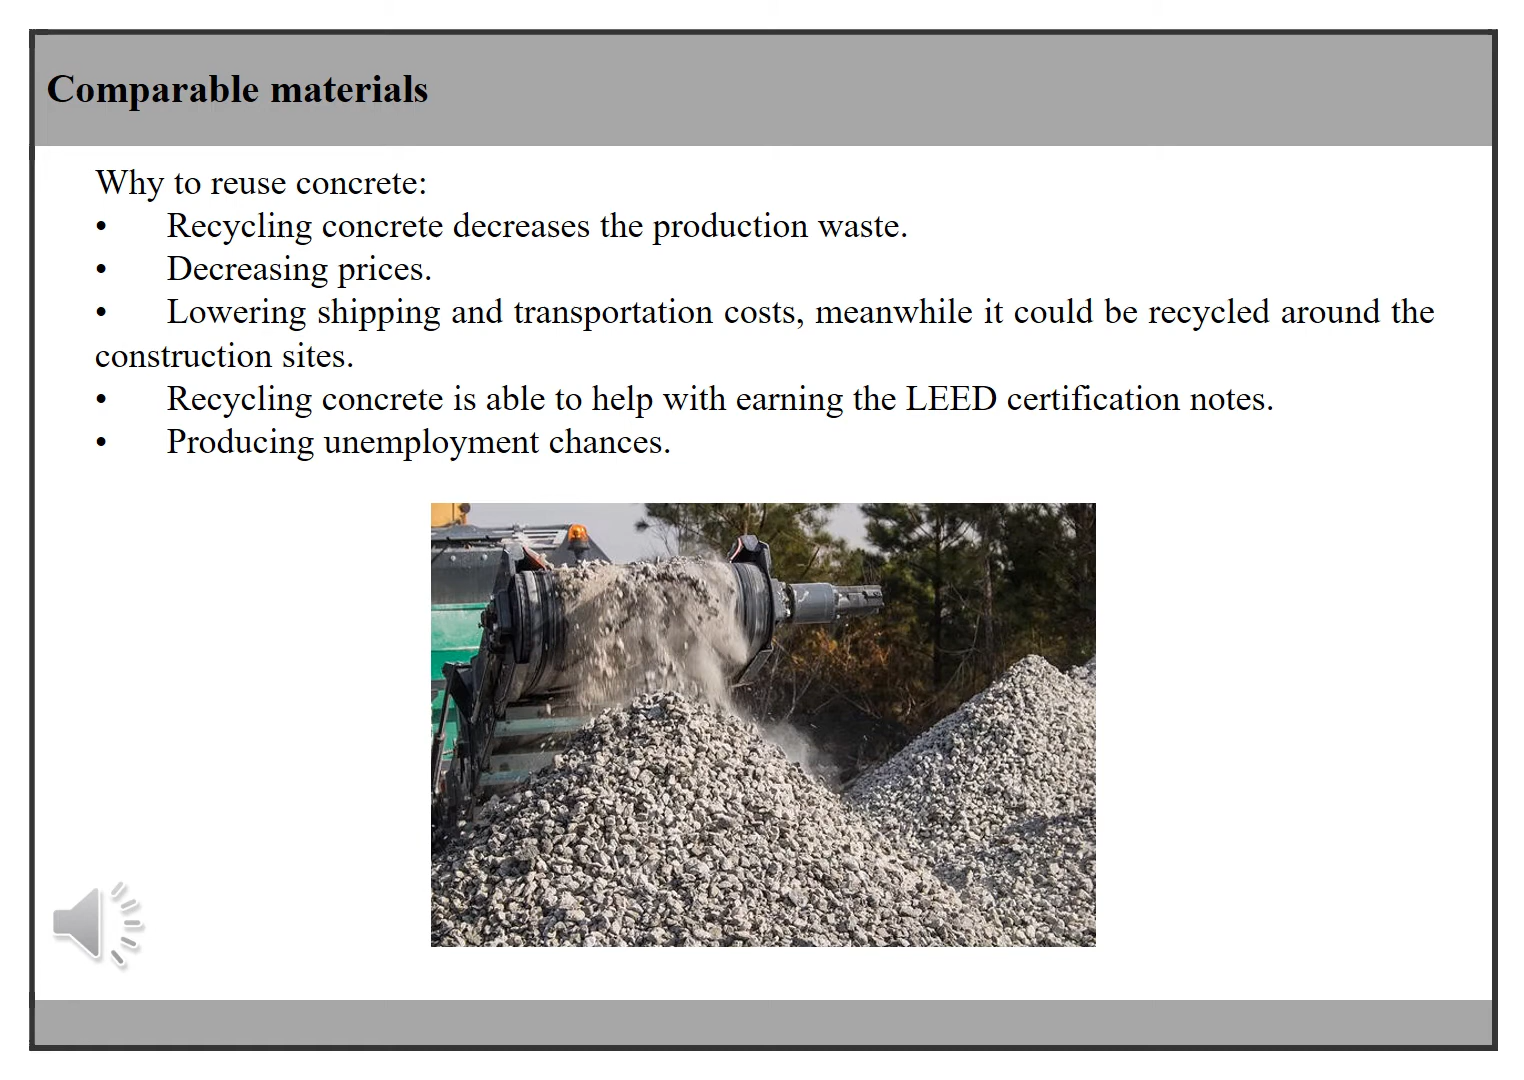 Comparable materials
Why to reuse concrete:
• Recycling concrete decreases the production waste.
• Decreasing prices.
• Lowering shipping and transportation costs, meanwhile it could be recycled around the
construction sites.
• Recycling concrete is able to help with earning the LEED certification notes.
• Producing unemployment chances.